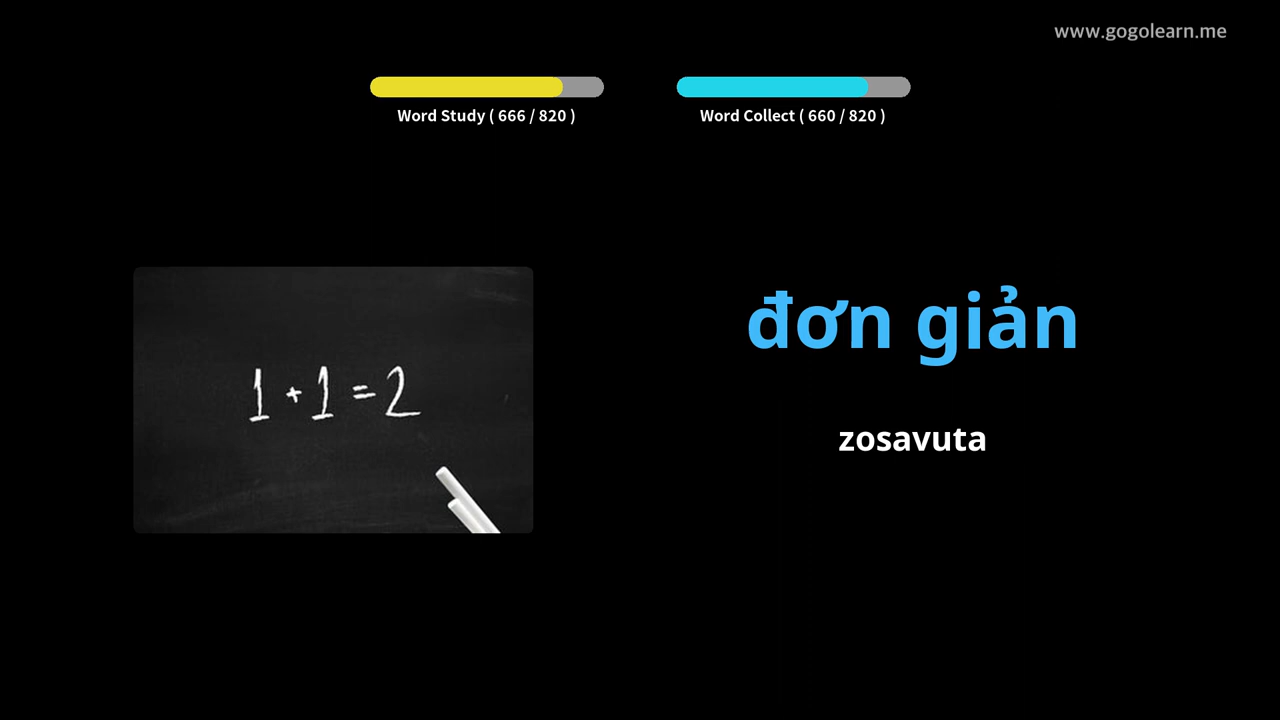 www.gogolearn.me
Word Study ( 666 / 820 )
Word Collect ( 660 / 820 )
1 + 1 = 2
đơn giản
zosavuta